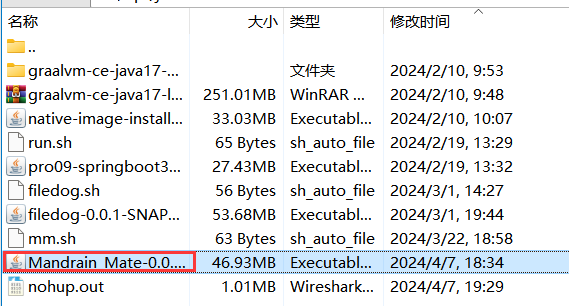 名称 大小 类型 修改时间
..
graalvm-ce-java17-... 文件夹 2024/2/10, 9:53
graalvm-ce-java17-l... 251.01MB WinRAR ... 2024/2/10, 9:48
native-image-install... 33.03MB Executabl... 2024/2/10, 10:07
run.sh 65 Bytes sh_auto_file 2024/2/19, 13:29
pro09-springboot3... 27.43MB Executabl... 2024/2/19, 13:32
filedog.sh 56 Bytes sh_auto_file 2024/3/1, 14:27
filedog-0.0.1-SNAP... 53.68MB Executabl... 2024/3/1, 19:44
mm.sh 63 Bytes sh_auto_file 2024/3/22, 18:58
Mandrain_Mate-0.0.... 46.93MB Executabl... 2024/4/7, 18:34
nohup.out 1.01MB Wireshark... 2024/4/7, 19:29